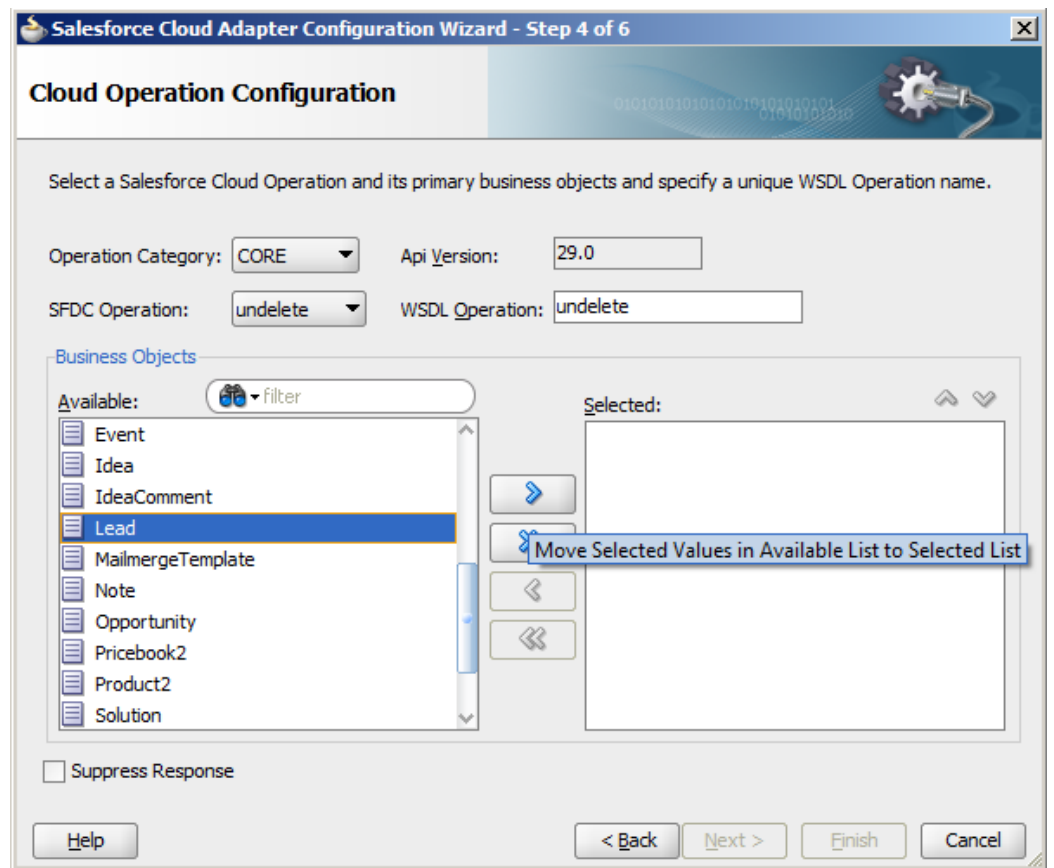 Salesforce Cloud Adapter Configuration Wizard - Step 4 of 6
Cloud Operation Configuration
Select a Salesforce Cloud Operation and its primary business objects and specify a unique WSDL Operation name.
Operation Category: CORE Api Version: 29.0
SFDC Operation: undelete WSDL Operation: undelete
Business Objects
Available: filter Selected:
Event
Idea
IdeaComment
Lead
Move Selected Values in Available List to Selected List
MailmergeTemplate
Note
Opportunity
Pricebook2
Product2
Solution
Suppress Response
Help < Back Next > Finish Cancel